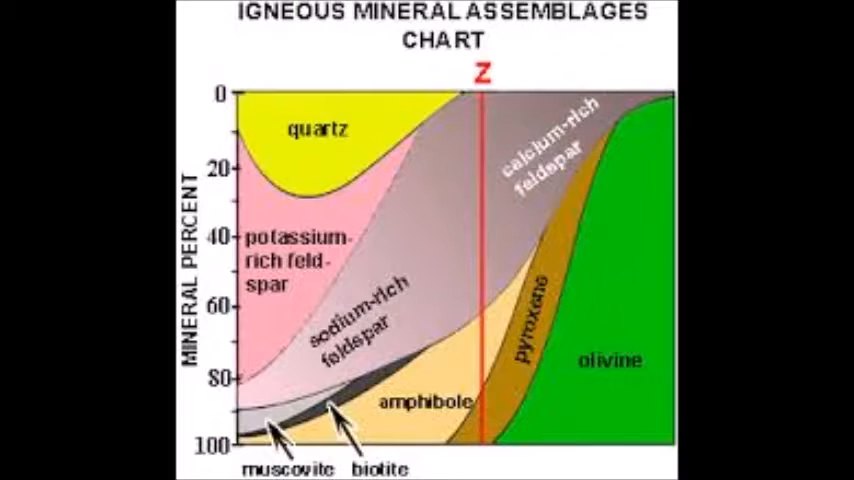 IGNEOUS MINERAL ASSEMBLAGES
CHART
Z
0
quartz
calcium-rich
feldspar
20
MINERAL PERCENT
40
potassium-
rich feld-
spar
60
sodium-rich
feldspar
pyroxene
olivine
80
amphibole
100
muscovite biotite